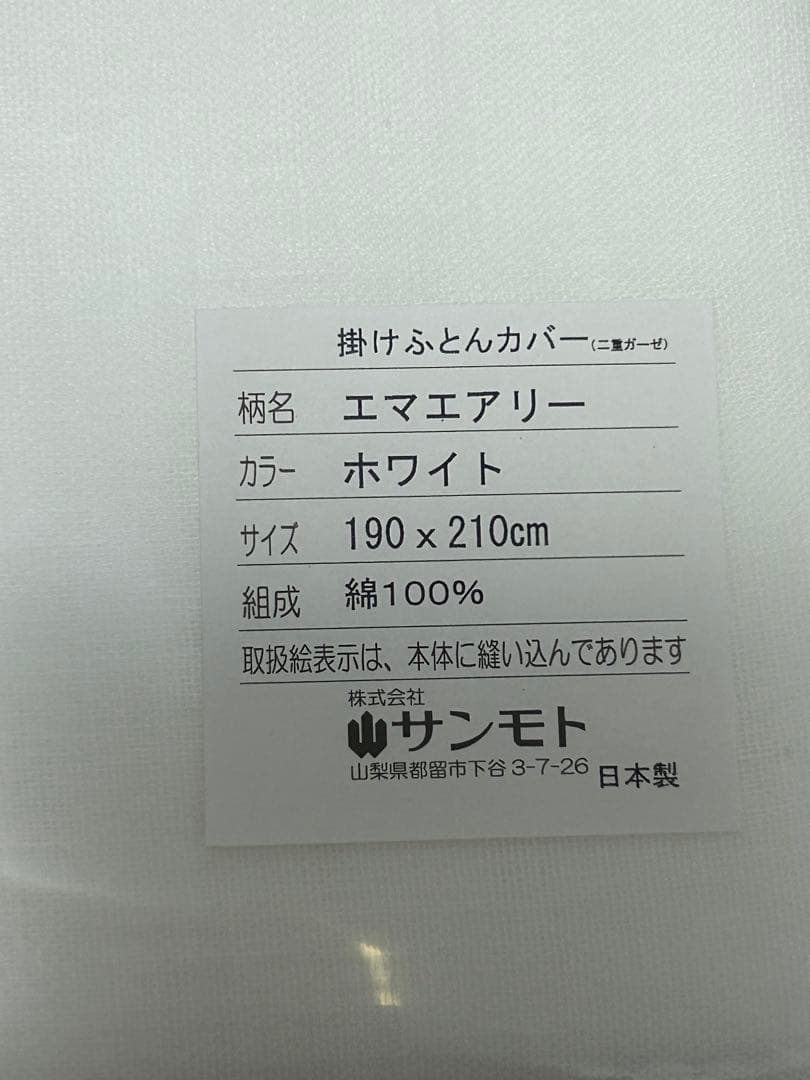 掛けふとんカバー(二重ガーゼ)
柄名 エマエアリー
カラー ホワイト
サイズ 190x210cm
組成 綿100%
取扱絵表示は、本体に縫い込んであります
株式会社
サンモト
山梨県都留市下谷3-7-26 日本製